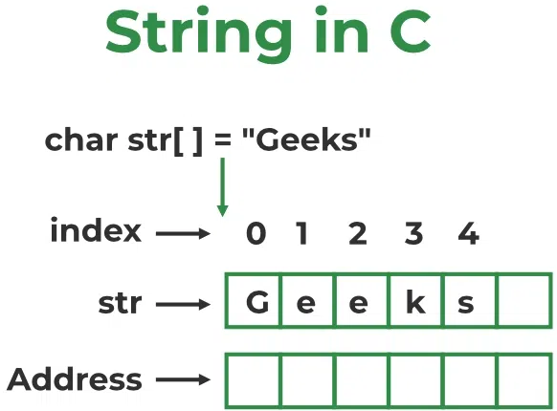 String in C
char str[ ] = "Geeks"
index 0 1 2 3 4
str G e e k s
Address